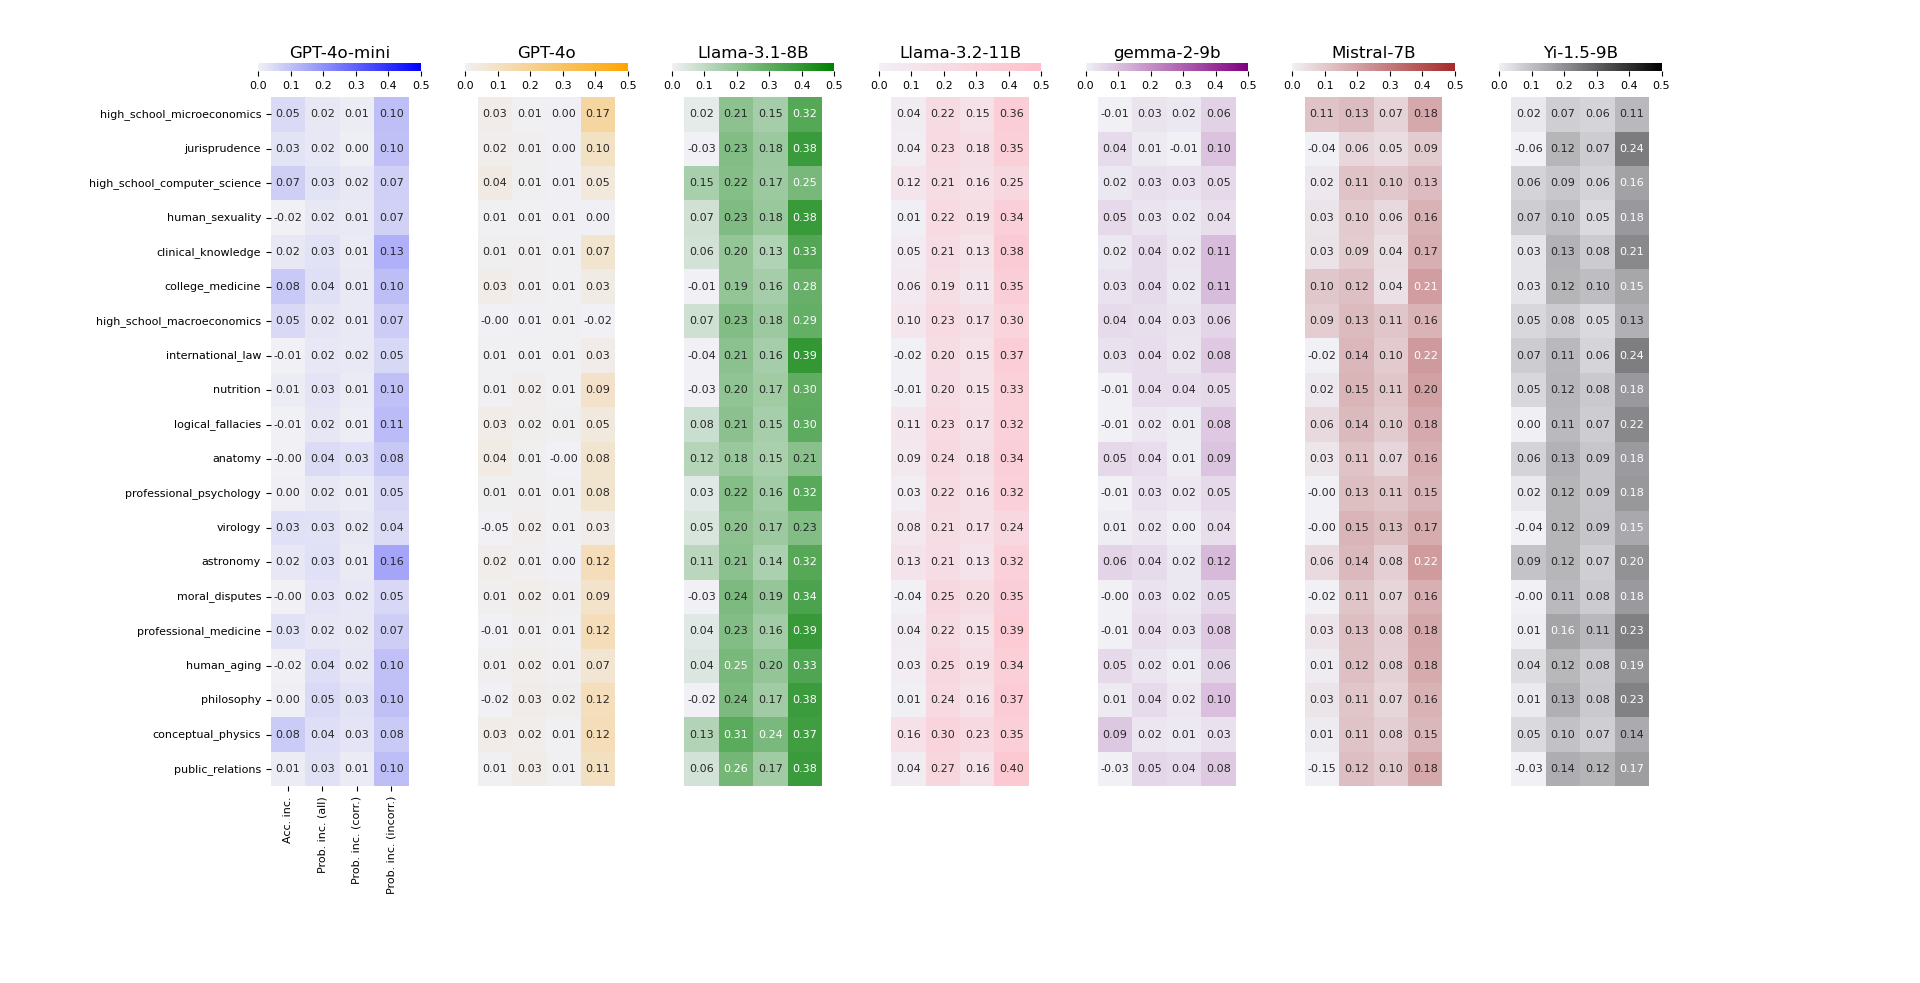 GPT-4o-mini GPT-4o Llama-3.1-8B Llama-3.2-11B gemma-2-9b Mistral-7B Yi-1.5-9B
0.0 0.1 0.2 0.3 0.5 0.0 0.1 0.2 0.3 0.5 0.0 0.1 0.2 0.3 0.5 0.0 0.1 0.2 0.3 0.5 0.0 0.1 0.2 0.3 0.5 0.0 0.1 0.2 0.3 0.5 0.0 0.1 0.2 0.3 0.5
high_school_microeconomics 0.05 0.02 0.01 0.10 0.03 0.01 0.00 0.17 0.02 0.21 0.15 0.32 0.04 0.22 0.15 0.36 -0.01 0.03 0.02 0.06 0.11 0.13 0.07 0.18 0.02 0.07 0.06 0.11
jurisprudence 0.03 0.02 0.00 0.10 0.02 0.01 0.00 0.10 -0.03 0.23 0.18 0.38 0.04 0.23 0.18 0.35 0.04 0.01 -0.01 0.10 -0.04 0.06 0.05 0.09 -0.06 0.12 0.07 0.24
high_school_computer_science 0.07 0.03 0.02 0.07 0.04 0.01 0.01 0.05 0.15 0.22 0.17 0.25 0.12 0.21 0.16 0.25 0.02 0.03 0.03 0.05 0.02 0.11 0.10 0.13 0.06 0.09 0.06 0.16
human_sexuality -0.02 0.02 0.01 0.07 0.01 0.01 0.01 0.00 0.07 0.23 0.18 0.38 0.01 0.22 0.19 0.34 0.05 0.03 0.02 0.04 0.03 0.10 0.06 0.16 0.07 0.10 0.05 0.18
clinical_knowledge 0.02 0.03 0.01 0.13 0.01 0.01 0.01 0.07 0.06 0.20 0.13 0.33 0.05 0.21 0.13 0.38 0.02 0.04 0.02 0.11 0.03 0.09 0.04 0.17 0.03 0.13 0.08 0.21
college_medicine 0.08 0.04 0.01 0.10 0.03 0.01 0.01 0.03 -0.01 0.19 0.16 0.28 0.06 0.19 0.11 0.35 0.03 0.04 0.02 0.11 0.10 0.12 0.04 0.21 0.03 0.12 0.10 0.15
high_school_macroeconomics 0.05 0.02 0.01 0.07 -0.00 0.01 0.01 -0.02 0.07 0.23 0.18 0.29 0.10 0.23 0.17 0.30 0.04 0.04 0.03 0.06 0.09 0.13 0.11 0.16 0.05 0.08 0.05 0.13
international_law -0.01 0.02 0.02 0.05 0.01 0.01 0.01 0.03 -0.04 0.21 0.16 0.39 -0.02 0.20 0.15 0.37 0.03 0.04 0.02 0.08 -0.02 0.14 0.10 0.22 0.07 0.11 0.06 0.24
nutrition 0.01 0.03 0.01 0.10 0.01 0.02 0.01 0.09 -0.03 0.20 0.17 0.30 -0.01 0.20 0.15 0.33 -0.01 0.04 0.04 0.05 0.02 0.15 0.11 0.20 0.05 0.12 0.08 0.18
logical_fallacies -0.01 0.02 0.01 0.11 0.03 0.02 0.01 0.05 0.08 0.21 0.15 0.30 0.11 0.23 0.17 0.32 -0.01 0.02 0.01 0.08 0.06 0.14 0.10 0.18 0.00 0.11 0.07 0.22
anatomy -0.00 0.04 0.03 0.08 0.04 0.01 -0.00 0.08 0.12 0.18 0.15 0.21 0.09 0.24 0.18 0.34 0.05 0.04 0.01 0.09 0.03 0.11 0.07 0.16 0.06 0.13 0.09 0.18
professional_psychology 0.00 0.02 0.01 0.05 0.01 0.01 0.01 0.08 0.03 0.22 0.16 0.32 0.03 0.22 0.16 0.32 -0.01 0.03 0.02 0.05 -0.00 0.13 0.11 0.15 0.02 0.12 0.09 0.18
virology 0.03 0.03 0.02 0.04 -0.05 0.02 0.01 0.03 0.05 0.20 0.17 0.23 0.08 0.21 0.17 0.24 0.01 0.02 0.00 0.04 -0.00 0.15 0.13 0.17 -0.04 0.12 0.09 0.15
astronomy 0.02 0.03 0.01 0.16 0.02 0.01 0.00 0.12 0.11 0.21 0.14 0.32 0.13 0.21 0.13 0.32 0.06 0.04 0.02 0.12 0.06 0.14 0.08 0.22 0.09 0.12 0.07 0.20
moral_disputes -0.00 0.03 0.02 0.05 0.01 0.02 0.01 0.09 -0.03 0.24 0.19 0.34 -0.04 0.25 0.20 0.35 -0.00 0.03 0.02 0.05 -0.02 0.11 0.07 0.16 -0.00 0.11 0.08 0.18
professional_medicine 0.03 0.02 0.02 0.07 -0.01 0.01 0.01 0.12 0.04 0.23 0.16 0.39 0.04 0.22 0.15 0.39 -0.01 0.04 0.03 0.08 0.03 0.13 0.08 0.18 0.01 0.16 0.11 0.23
human_aging -0.02 0.04 0.02 0.10 0.01 0.02 0.01 0.07 0.04 0.25 0.20 0.33 0.03 0.25 0.19 0.34 0.05 0.02 0.01 0.06 0.01 0.12 0.08 0.18 0.04 0.12 0.08 0.19
philosophy 0.00 0.05 0.03 0.10 -0.02 0.03 0.02 0.12 -0.02 0.24 0.17 0.38 0.01 0.24 0.16 0.37 0.01 0.04 0.02 0.10 0.03 0.11 0.07 0.16 0.01 0.13 0.08 0.23
conceptual_physics 0.08 0.04 0.03 0.08 0.03 0.02 0.01 0.12 0.13 0.31 0.24 0.37 0.16 0.30 0.23 0.35 0.09 0.02 0.01 0.03 0.01 0.11 0.08 0.15 0.05 0.10 0.07 0.14
public_relations 0.01 0.03 0.01 0.10 0.01 0.03 0.01 0.11 0.06 0.26 0.17 0.38 0.04 0.27 0.16 0.40 -0.03 0.05 0.04 0.08 -0.15 0.12 0.10 0.18 -0.03 0.14 0.12 0.17
Acc. inc.
Prob. inc. (all)
Prob. inc. (corr.)
Prob. inc. (incorr.)